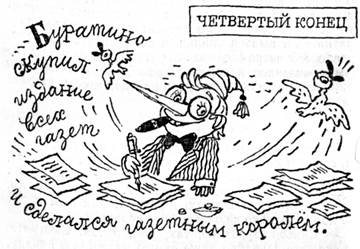 ЧЕТВЕРТЫЙ КОНЕЦ
Буратино
скупил
издание
всех
газет
и сделался газетным королём.